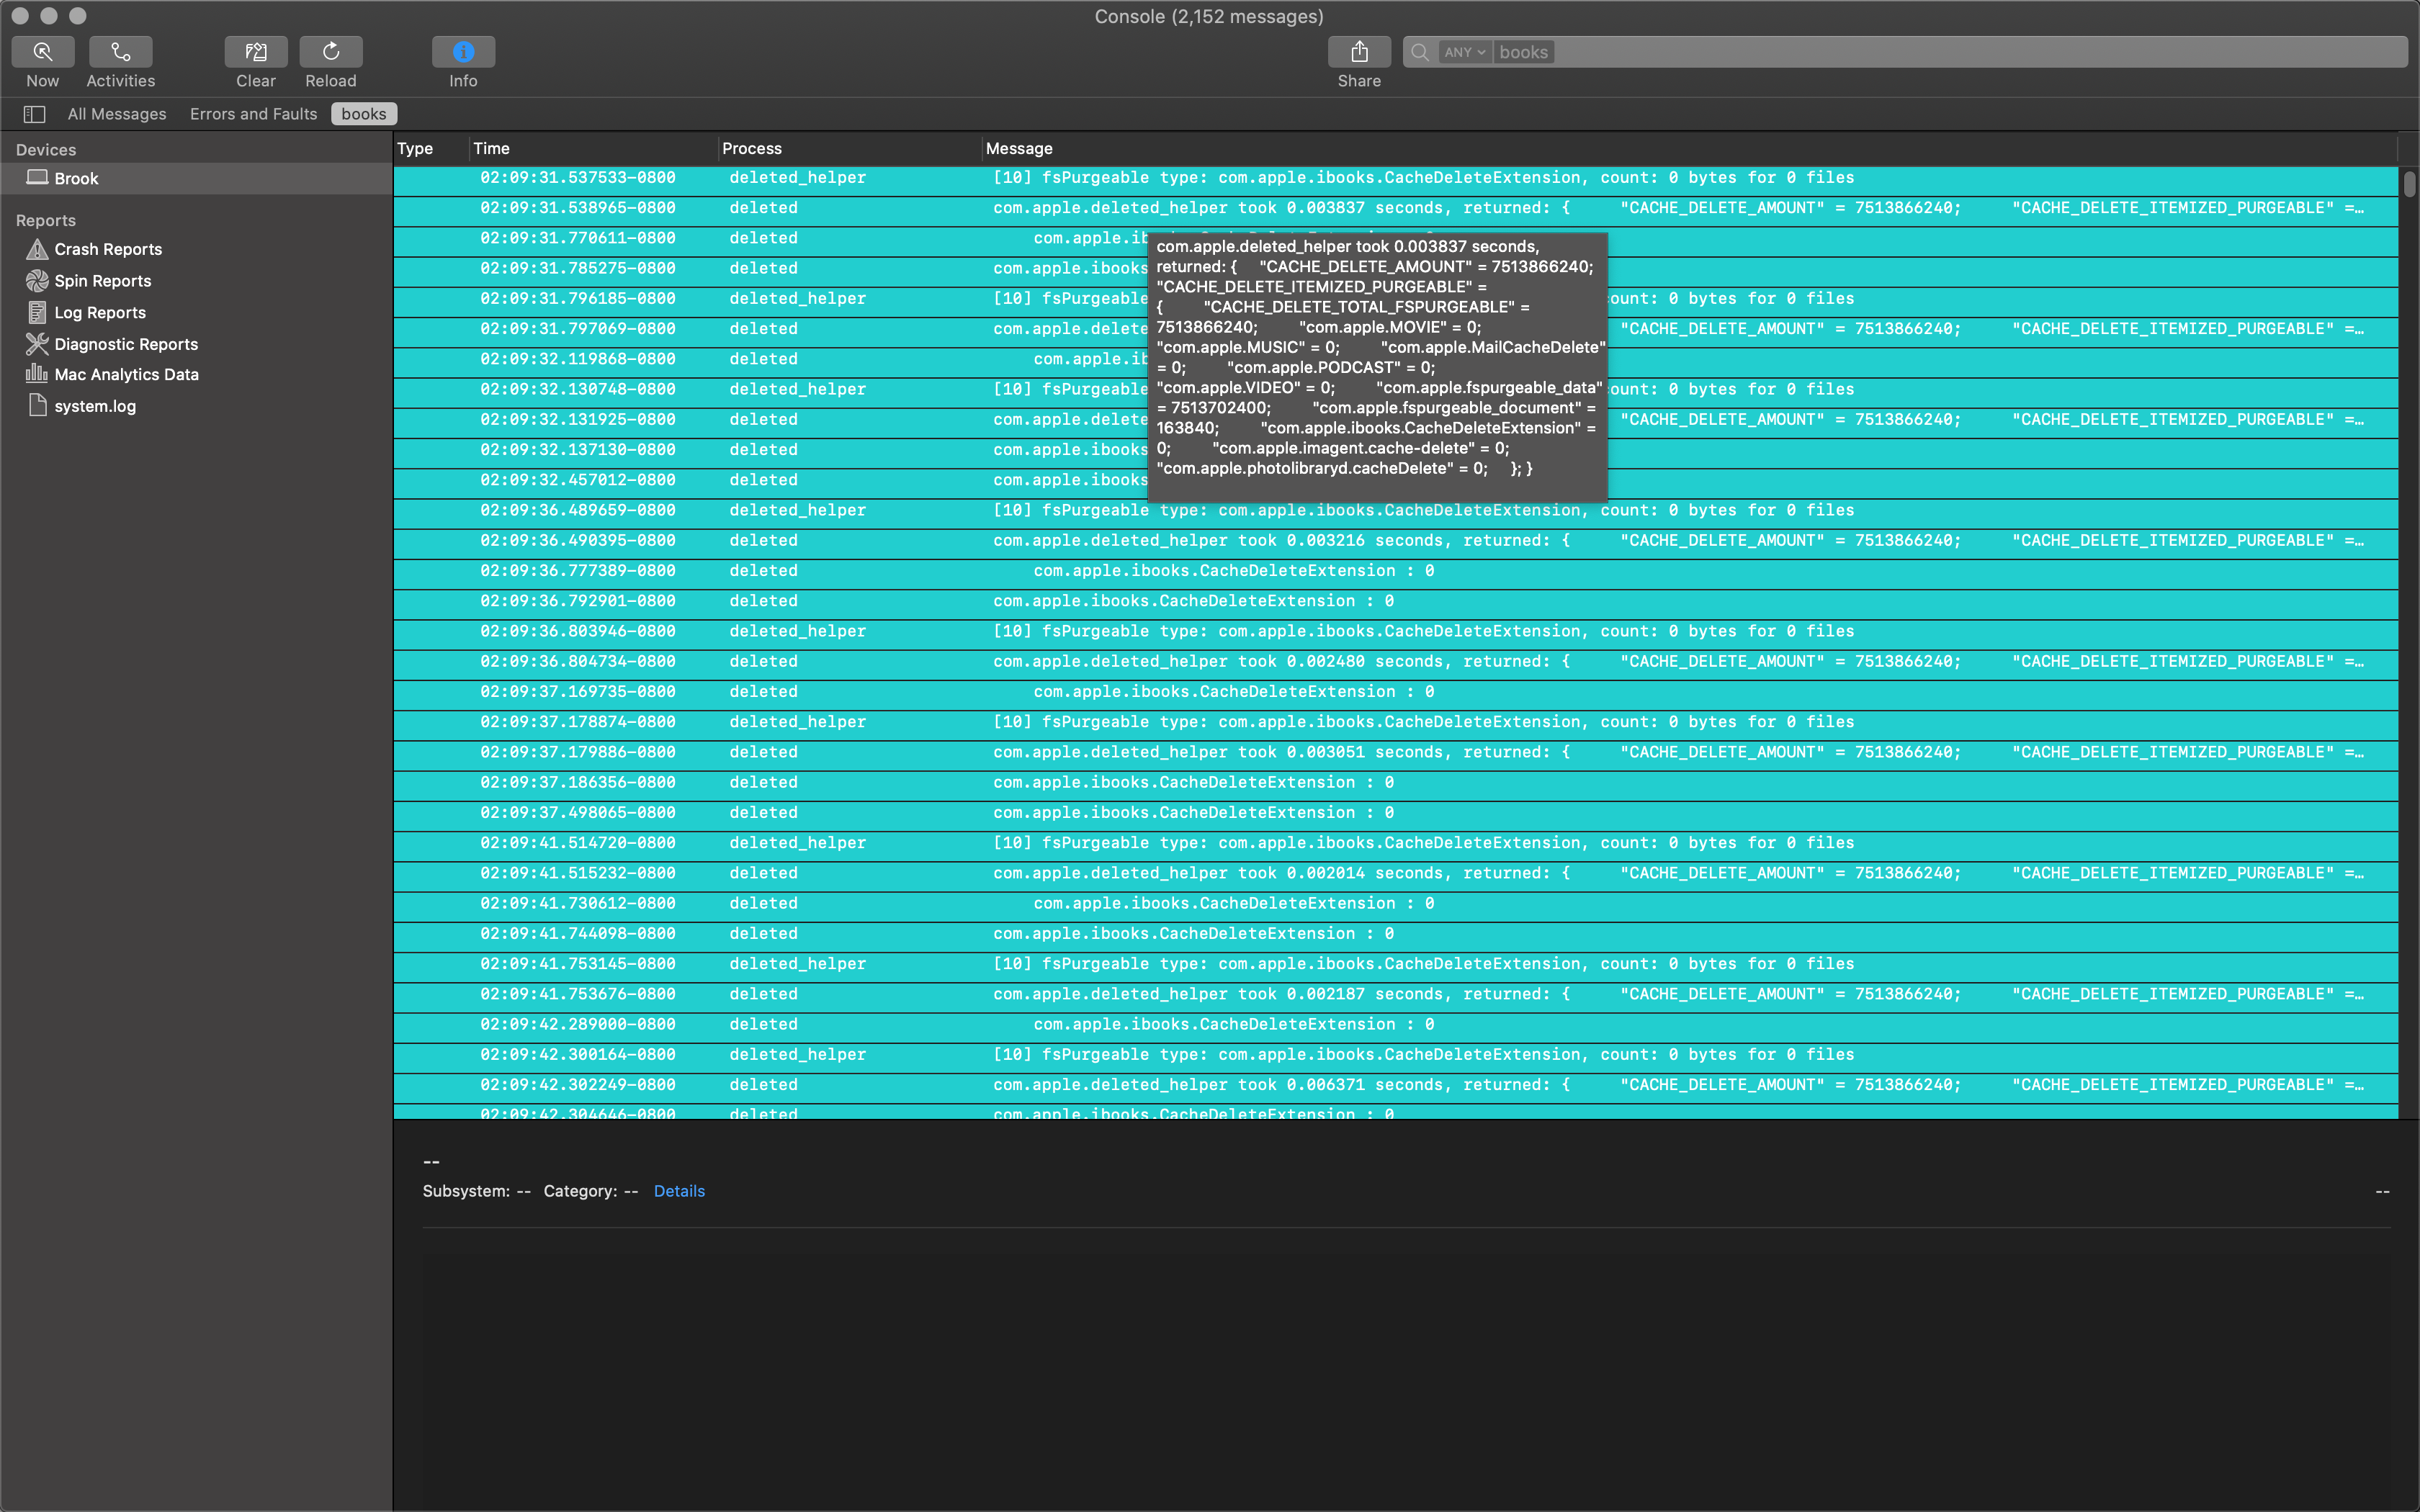 Console (2,152 messages)
Now
Activities
Clear
Reload
Info
Share
ANY books
All Messages Errors and Faults books
Devices
Brook
Reports
Crash Reports
Spin Reports
Log Reports
Diagnostic Reports
Mac Analytics Data
system.log
Type Time Process Message
02:09:31.537533-0800 deleted_helper [10] fsPurgeable type: com.apple.ibooks.CacheDeleteExtension, count: 0 bytes for 0 files
02:09:31.538965-0800 deleted com.apple.deleted_helper took 0.003837 seconds, returned: { "CACHE_DELETE_AMOUNT" = 7513866240; "CACHE_DELETE_ITEMIZED_PURGEABLE" =…
02:09:31.770611-0800 deleted com.apple.ib
02:09:31.785275-0800 deleted com.apple.ibooks
02:09:31.796185-0800 deleted_helper [10] fsPurgeable ount: 0 bytes for 0 files
02:09:31.797069-0800 deleted com.apple.delete "CACHE_DELETE_AMOUNT" = 7513866240; "CACHE_DELETE_ITEMIZED_PURGEABLE" =…
02:09:32.119868-0800 deleted com.apple.ib
02:09:32.130748-0800 deleted_helper [10] fsPurgeable ount: 0 bytes for 0 files
02:09:32.131925-0800 deleted com.apple.delete "CACHE_DELETE_AMOUNT" = 7513866240; "CACHE_DELETE_ITEMIZED_PURGEABLE" =…
02:09:32.137130-0800 deleted com.apple.ibooks
02:09:32.457012-0800 deleted com.apple.ibooks
com.apple.deleted_helper took 0.003837 seconds,
returned: { "CACHE_DELETE_AMOUNT" = 7513866240;
"CACHE_DELETE_ITEMIZED_PURGEABLE" =
{ "CACHE_DELETE_TOTAL_FSPURGEABLE" =
7513866240; "com.apple.MOVIE" = 0;
"com.apple.MUSIC" = 0; "com.apple.MailCacheDelete"
= 0; "com.apple.PODCAST" = 0;
"com.apple.VIDEO" = 0; "com.apple.fspurgeable_data"
= 7513702400; "com.apple.fspurgeable_document" =
163840; "com.apple.ibooks.CacheDeleteExtension" =
0; "com.apple.imagent.cache-delete" = 0;
"com.apple.photolibraryd.cacheDelete" = 0; }; }
02:09:36.489659-0800 deleted_helper [10] fsPurgeable type: com.apple.ibooks.CacheDeleteExtension, count: 0 bytes for 0 files
02:09:36.490395-0800 deleted com.apple.deleted_helper took 0.003216 seconds, returned: { "CACHE_DELETE_AMOUNT" = 7513866240; "CACHE_DELETE_ITEMIZED_PURGEABLE" =…
02:09:36.777389-0800 deleted com.apple.ibooks.CacheDeleteExtension : 0
02:09:36.792901-0800 deleted com.apple.ibooks.CacheDeleteExtension : 0
02:09:36.803946-0800 deleted_helper [10] fsPurgeable type: com.apple.ibooks.CacheDeleteExtension, count: 0 bytes for 0 files
02:09:36.804734-0800 deleted com.apple.deleted_helper took 0.002480 seconds, returned: { "CACHE_DELETE_AMOUNT" = 7513866240; "CACHE_DELETE_ITEMIZED_PURGEABLE" =…
02:09:37.169735-0800 deleted com.apple.ibooks.CacheDeleteExtension : 0
02:09:37.178874-0800 deleted_helper [10] fsPurgeable type: com.apple.ibooks.CacheDeleteExtension, count: 0 bytes for 0 files
02:09:37.179886-0800 deleted com.apple.deleted_helper took 0.003051 seconds, returned: { "CACHE_DELETE_AMOUNT" = 7513866240; "CACHE_DELETE_ITEMIZED_PURGEABLE" =…
02:09:37.186356-0800 deleted com.apple.ibooks.CacheDeleteExtension : 0
02:09:37.498065-0800 deleted com.apple.ibooks.CacheDeleteExtension : 0
02:09:41.514720-0800 deleted_helper [10] fsPurgeable type: com.apple.ibooks.CacheDeleteExtension, count: 0 bytes for 0 files
02:09:41.515232-0800 deleted com.apple.deleted_helper took 0.002014 seconds, returned: { "CACHE_DELETE_AMOUNT" = 7513866240; "CACHE_DELETE_ITEMIZED_PURGEABLE" =…
02:09:41.730612-0800 deleted com.apple.ibooks.CacheDeleteExtension : 0
02:09:41.744098-0800 deleted com.apple.ibooks.CacheDeleteExtension : 0
02:09:41.753145-0800 deleted_helper [10] fsPurgeable type: com.apple.ibooks.CacheDeleteExtension, count: 0 bytes for 0 files
02:09:41.753676-0800 deleted com.apple.deleted_helper took 0.002187 seconds, returned: { "CACHE_DELETE_AMOUNT" = 7513866240; "CACHE_DELETE_ITEMIZED_PURGEABLE" =…
02:09:42.289000-0800 deleted com.apple.ibooks.CacheDeleteExtension : 0
02:09:42.300164-0800 deleted_helper [10] fsPurgeable type: com.apple.ibooks.CacheDeleteExtension, count: 0 bytes for 0 files
02:09:42.302249-0800 deleted com.apple.deleted_helper took 0.006371 seconds, returned: { "CACHE_DELETE_AMOUNT" = 7513866240; "CACHE_DELETE_ITEMIZED_PURGEABLE" =…
02:09:42.304646-0800 deleted com.apple.ibooks.CacheDeleteExtension : 0
--
Subsystem: -- Category: -- Details --